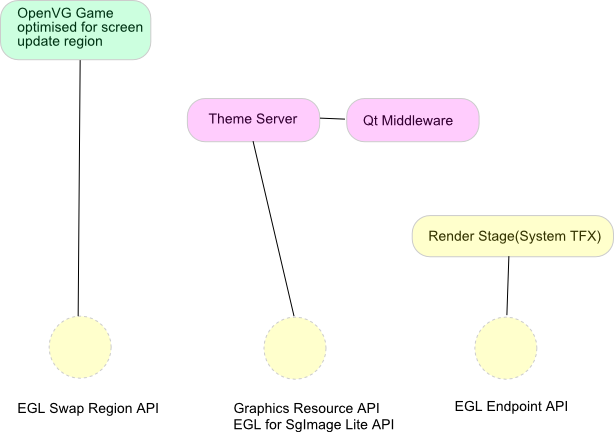 OpenVG Game
optimised for screen
update region
Theme Server
Qt Middleware
Render Stage(System TFX)
EGL Swap Region API
Graphics Resource API
EGL for SgImage Lite API
EGL Endpoint API